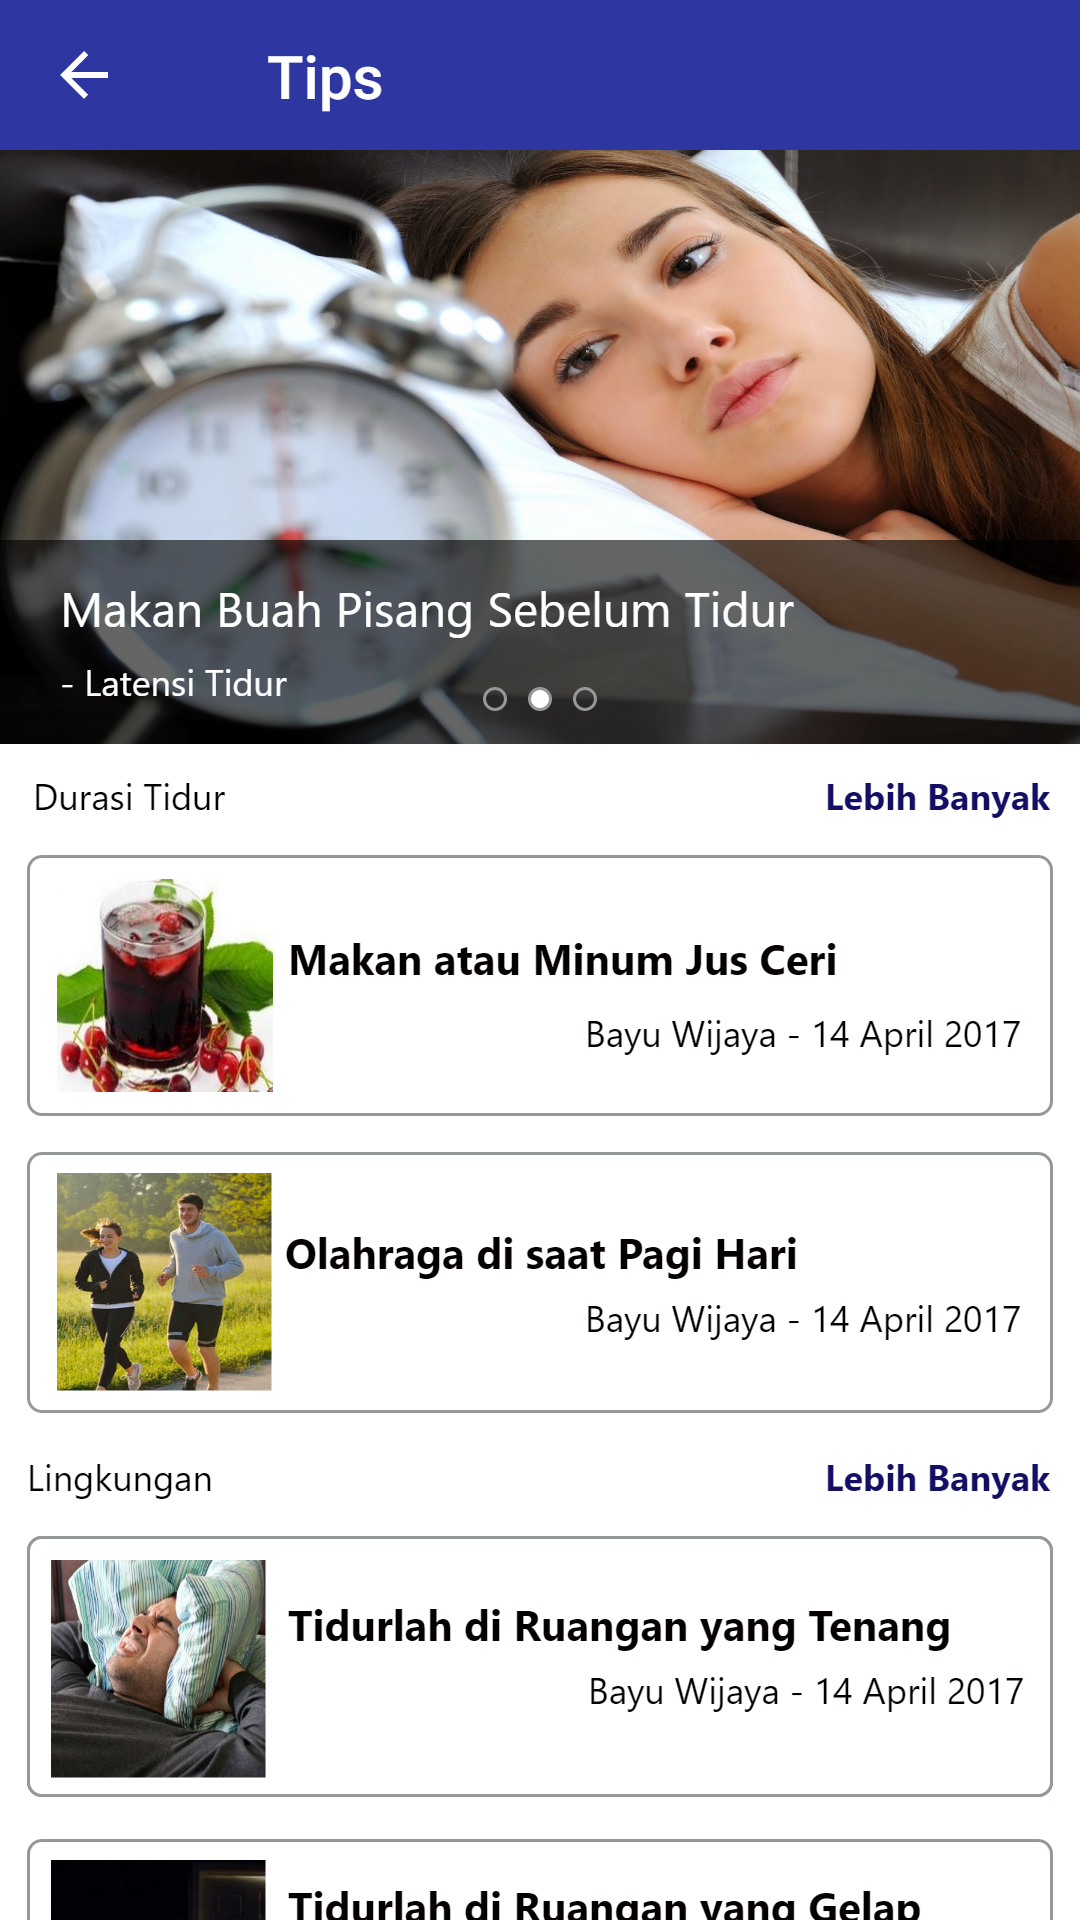 Tips
Makan Buah Pisang Sebelum Tidur
- Latensi Tidur
Durasi Tidur
Lebih Banyak
Makan atau Minum Jus Ceri
Bayu Wijaya - 14 April 2017
Olahraga di saat Pagi Hari
Bayu Wijaya - 14 April 2017
Lingkungan
Lebih Banyak
Tidurlah di Ruangan yang Tenang
Bayu Wijaya - 14 April 2017
Tidurlah di Ruangan yang Gelap